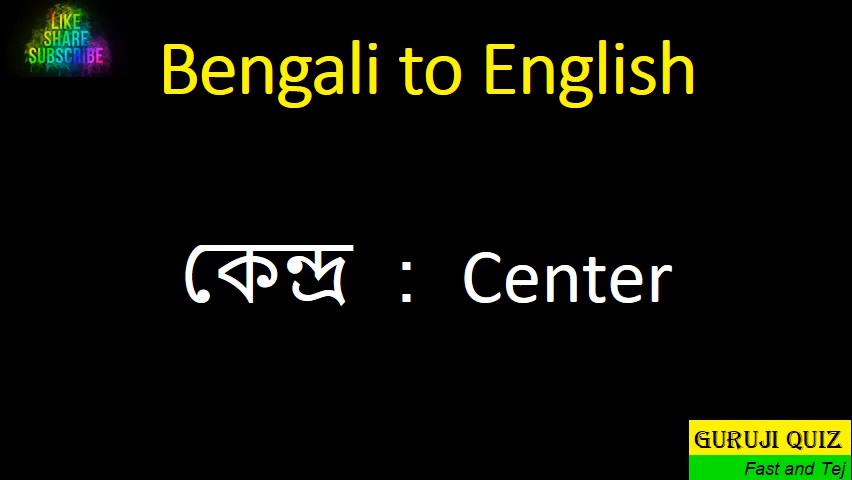 LIKE
SHARE
SUBSCRIBE
Bengali to English
কেন্দ্র : Center
GURUJI QUIZ
Fast and Tej